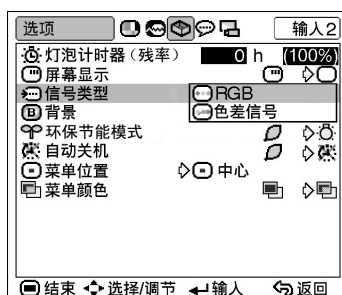 选项 输入2
灯泡计时器（残率） 0 h (100%)
屏幕显示
信号类型 RGB
B 背景 色差信号
环保节能模式
自动关机
菜单位置 中心
菜单颜色
结束 选择/调节 输入 返回